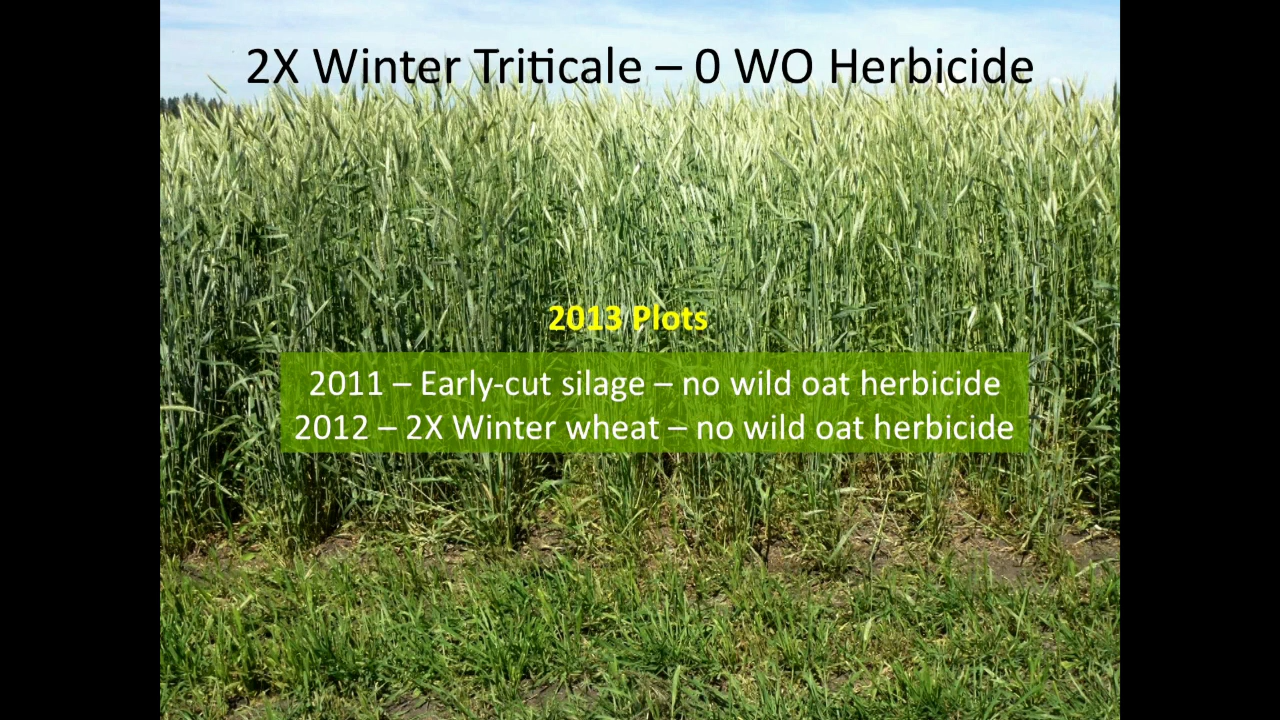 2X Winter Triticale – 0 WO Herbicide
2013 Plots
2011 – Early-cut silage – no wild oat herbicide
2012 – 2X Winter wheat – no wild oat herbicide